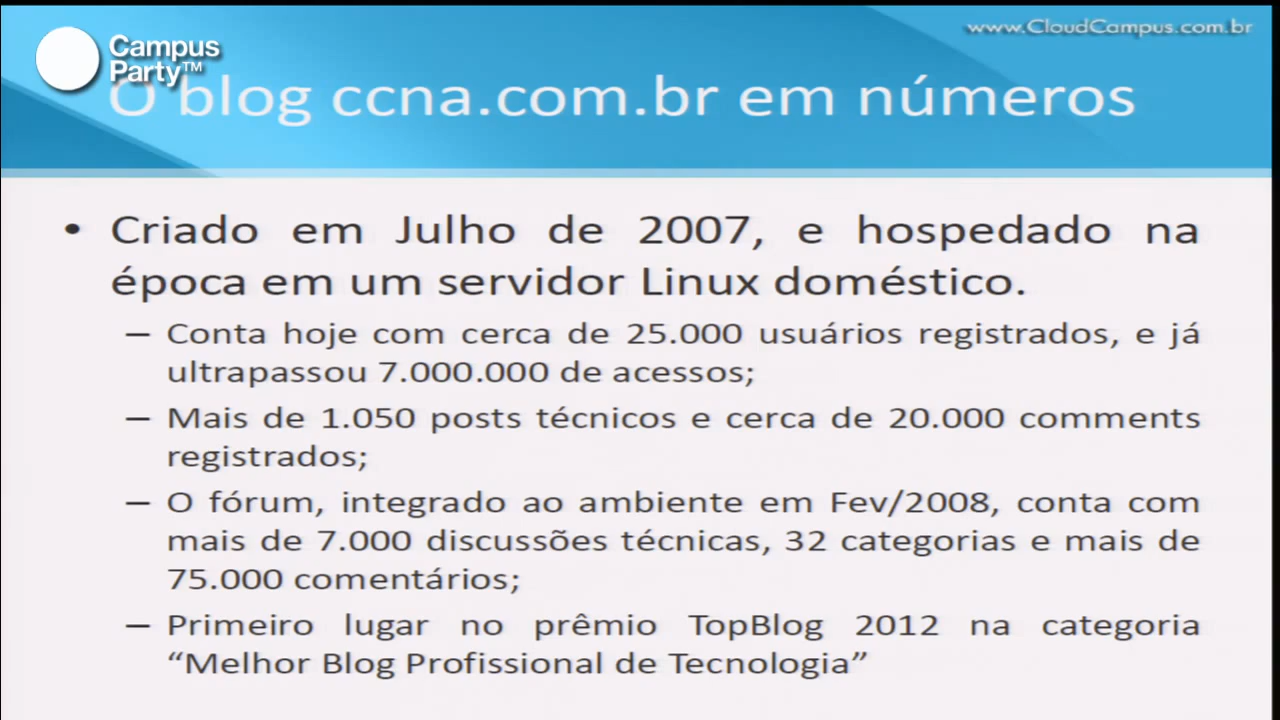 www.CloudCampus.com.br
Campus
Party™
O blog ccna.com.br em números
• Criado em Julho de 2007, e hospedado na
época em um servidor Linux doméstico.
– Conta hoje com cerca de 25.000 usuários registrados, e já
ultrapassou 7.000.000 de acessos;
– Mais de 1.050 posts técnicos e cerca de 20.000 comments
registrados;
– O fórum, integrado ao ambiente em Fev/2008, conta com
mais de 7.000 discussões técnicas, 32 categorias e mais de
75.000 comentários;
– Primeiro lugar no prêmio TopBlog 2012 na categoria
“Melhor Blog Profissional de Tecnologia”